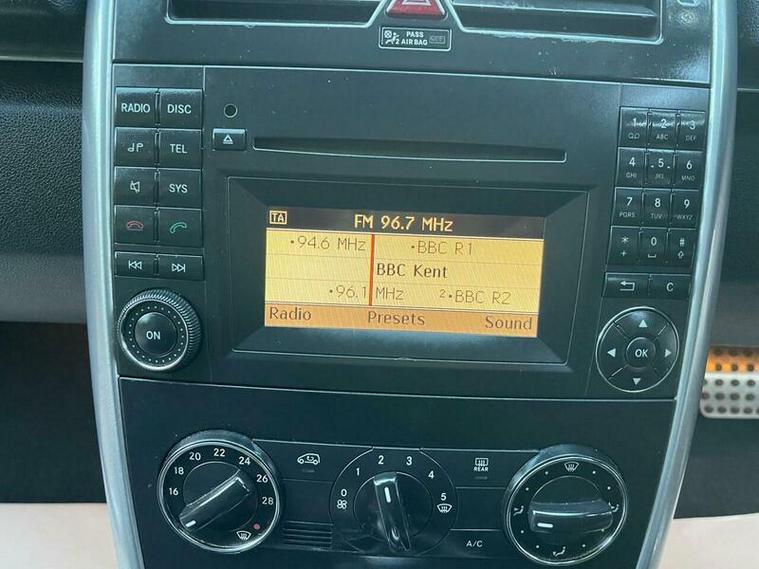 PASS
2 AIR BAG OFF
RADIO DISC
TEL
SYS
ON
TA FM 96.7 MHz
•94.6 MHz •BBC R1
BBC Kent
•96.1 MHz 2•BBC R2
Radio Presets Sound
1 2 ABC 3 DEF
4 GHI 5 JKL 6 MNO
7 PQRS 8 TUV 9 WXYZ
* 0 #
+
C
OK
16 18 20 22 24 26 28
0 1 2 3 4 5
REAR
A/C